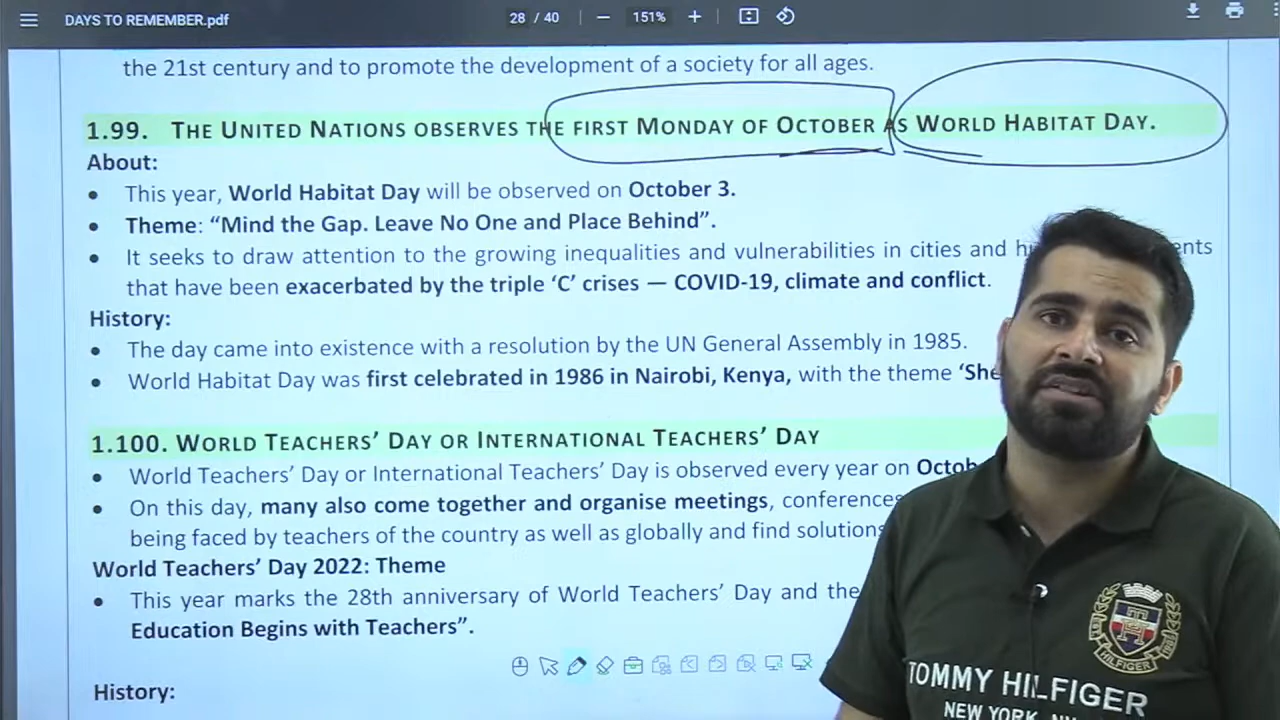 DAYS TO REMEMBER.pdf
28 / 40
151%
the 21st century and to promote the development of a society for all ages.
1.99. THE UNITED NATIONS OBSERVES THE FIRST MONDAY OF OCTOBER AS WORLD HABITAT DAY.
About:
• This year, World Habitat Day will be observed on October 3.
• Theme: “Mind the Gap. Leave No One and Place Behind”.
• It seeks to draw attention to the growing inequalities and vulnerabilities in cities and
that have been exacerbated by the triple ‘C’ crises — COVID-19, climate and conflict.
History:
• The day came into existence with a resolution by the UN General Assembly in 1985.
• World Habitat Day was first celebrated in 1986 in Nairobi, Kenya, with the theme
1.100. WORLD TEACHERS’ DAY OR INTERNATIONAL TEACHERS’ DAY
• World Teachers’ Day or International Teachers’ Day is observed every year on
• On this day, many also come together and organise meetings, conferences
being faced by teachers of the country as well as globally and find solutions
World Teachers’ Day 2022: Theme
• This year marks the 28th anniversary of World Teachers’ Day and the
Education Begins with Teachers”.
History:
HILFIGER
TOMMY HILFIGER
NEW YORK,